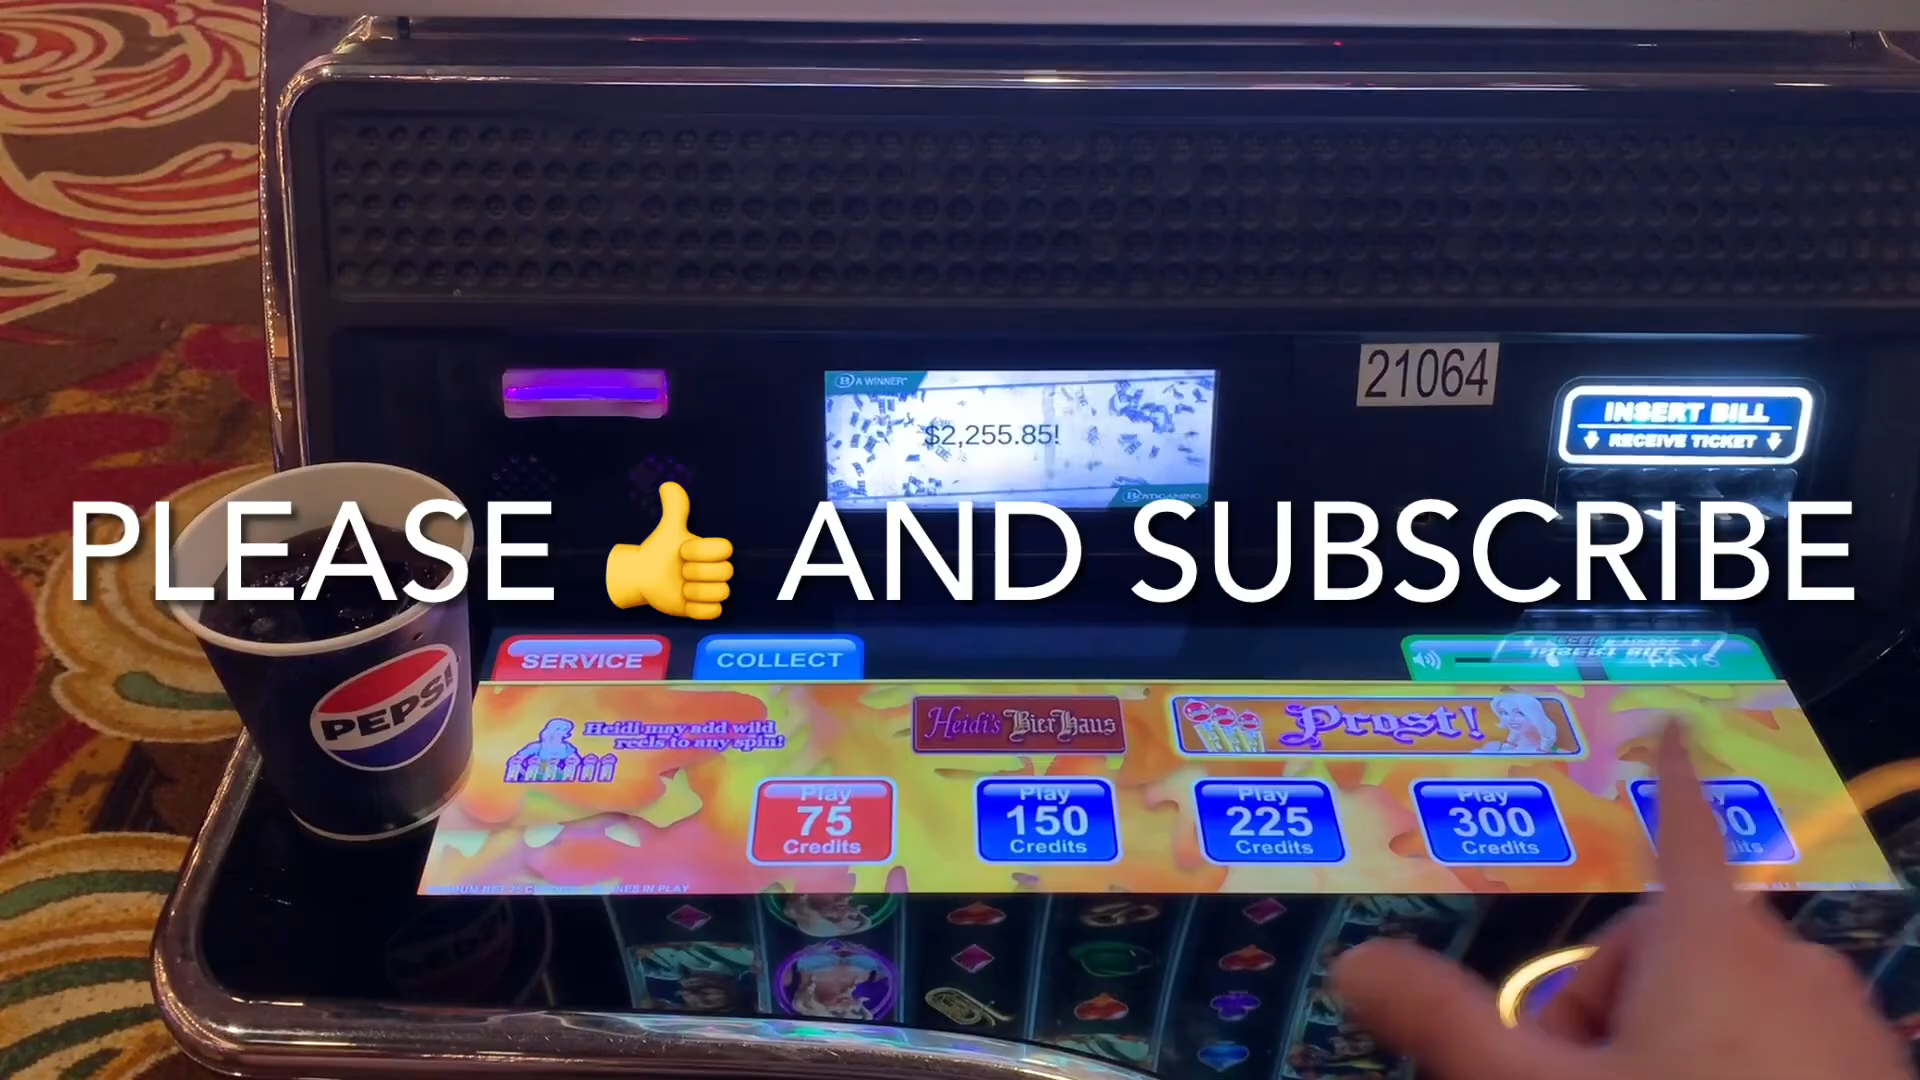 B A WINNER
$2,255.85!
BOYD GAMING
21064
INSERT BILL
RECEIVE TICKET
PLEASE 👍 AND SUBSCRIBE
SERVICE
COLLECT
PEPSI
Heidi may add wild
reels to any spin!
Heidi's Bier Haus
Prost!
Play
75
Credits
Play
150
Credits
Play
225
Credits
Play
300
Credits